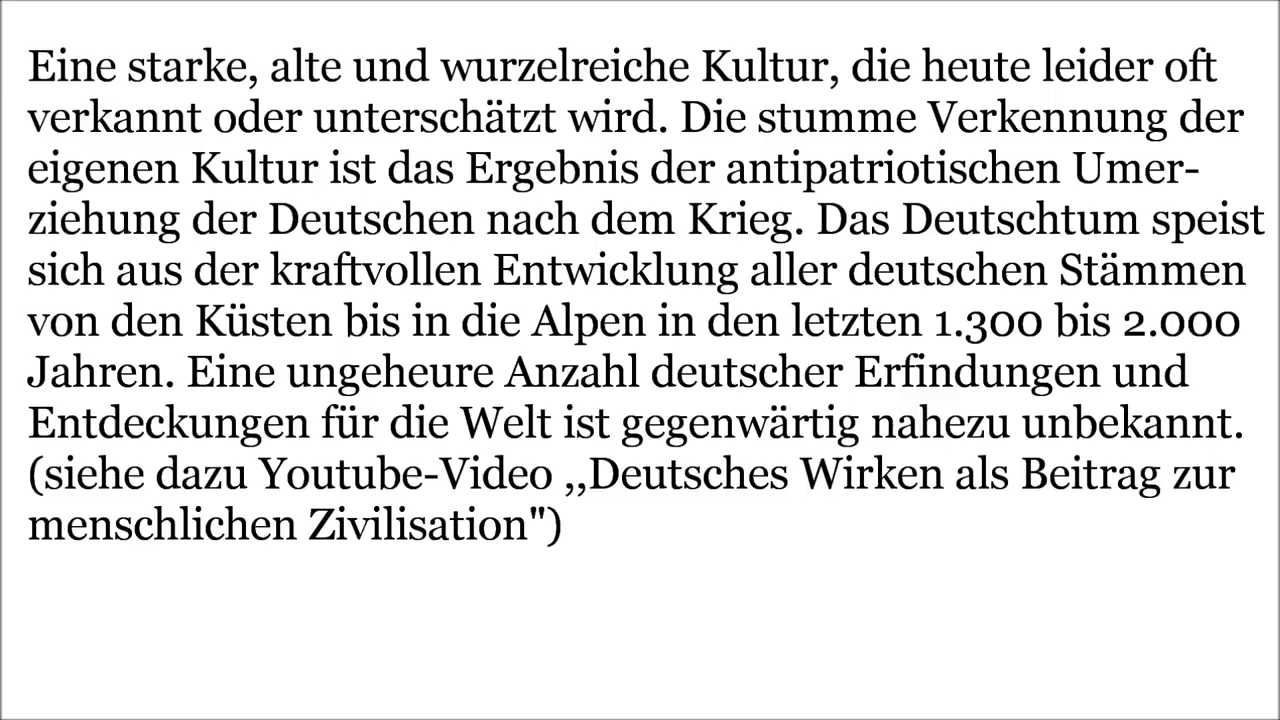 Eine starke, alte und wurzelreiche Kultur, die heute leider oft
verkannt oder unterschätzt wird. Die stumme Verkennung der
eigenen Kultur ist das Ergebnis der antipatriotischen Umer-
ziehung der Deutschen nach dem Krieg. Das Deutschtum speist
sich aus der kraftvollen Entwicklung aller deutschen Stämmen
von den Küsten bis in die Alpen in den letzten 1.300 bis 2.000
Jahren. Eine ungeheure Anzahl deutscher Erfindungen und
Entdeckungen für die Welt ist gegenwärtig nahezu unbekannt.
(siehe dazu Youtube-Video ,,Deutsches Wirken als Beitrag zur
menschlichen Zivilisation")